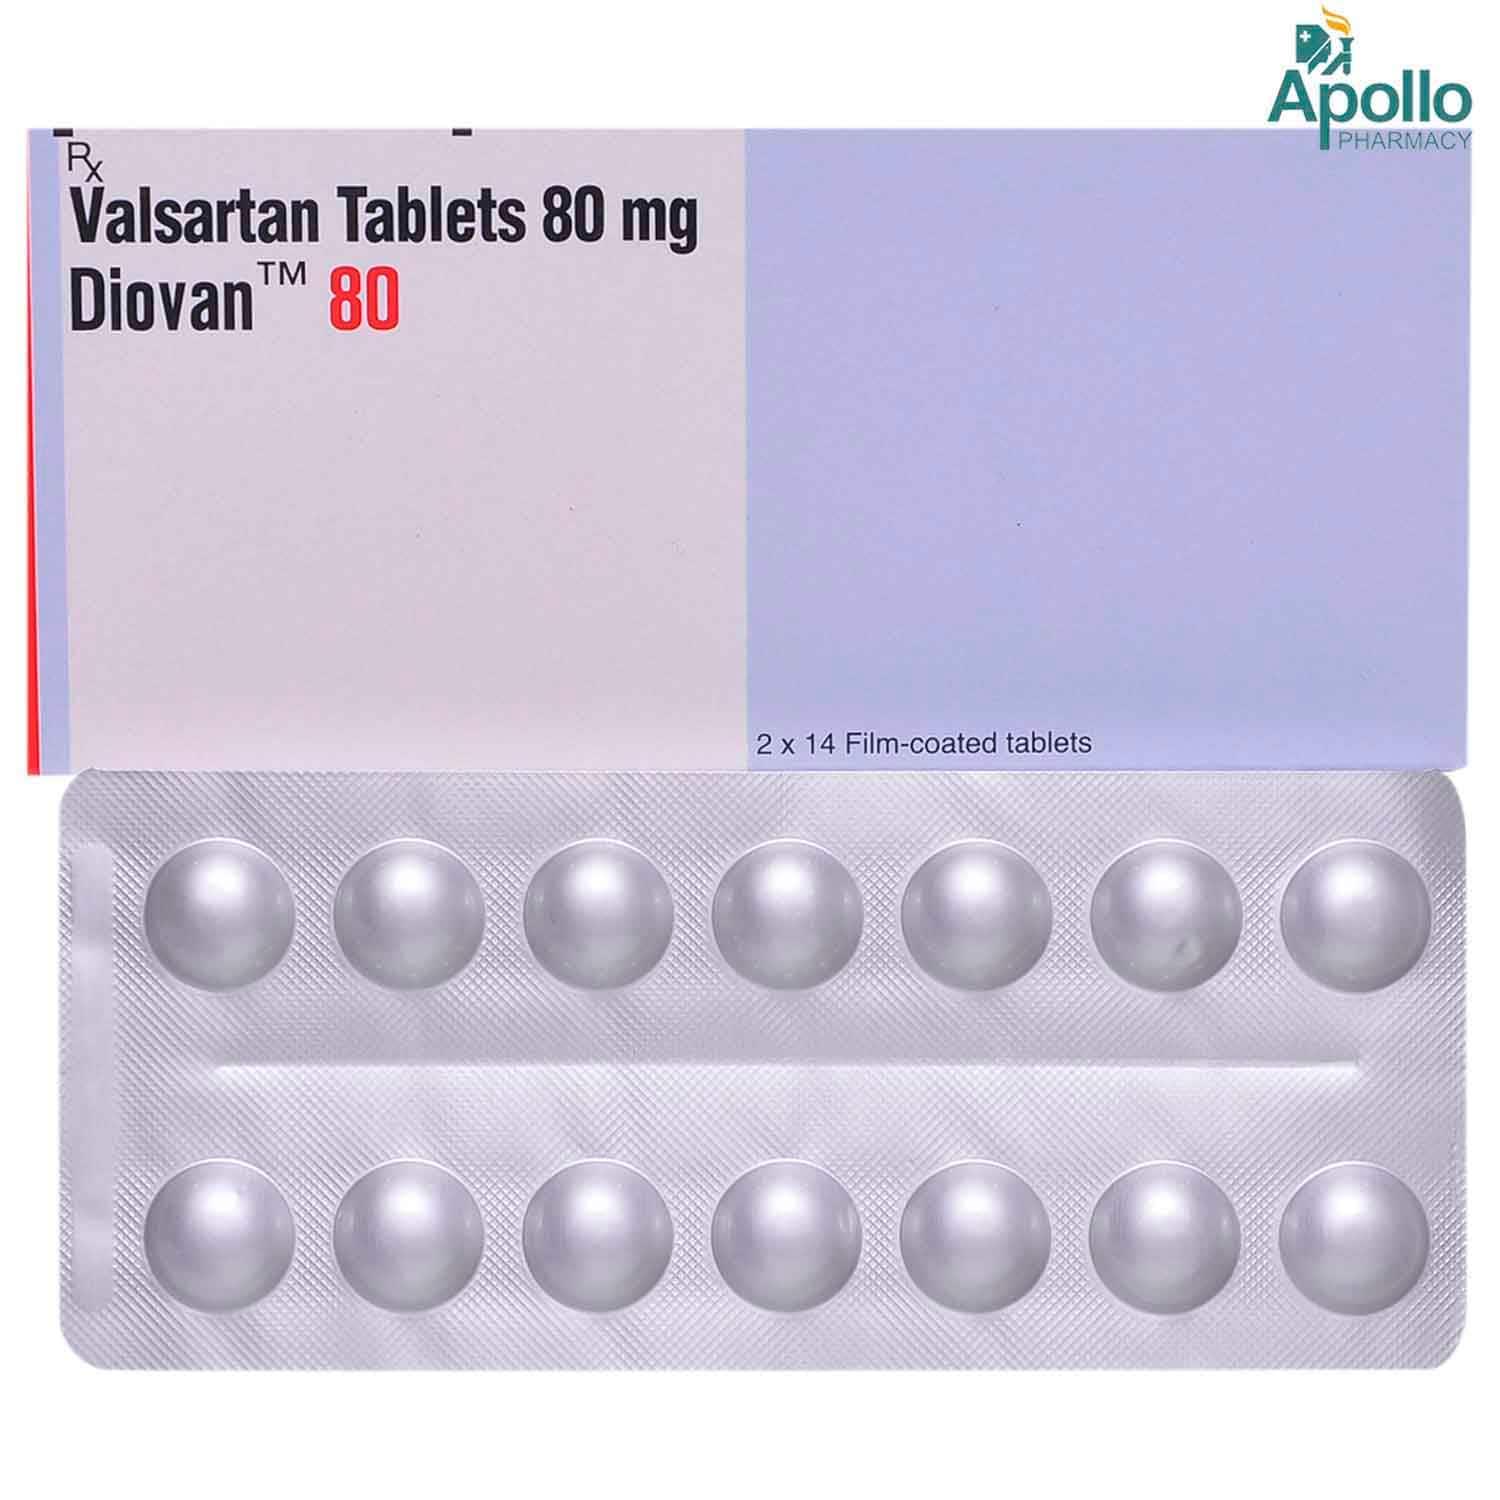 Apollo
PHARMACY
Rx
Valsartan Tablets 80 mg
Diovan™ 80
2 x 14 Film-coated tablets